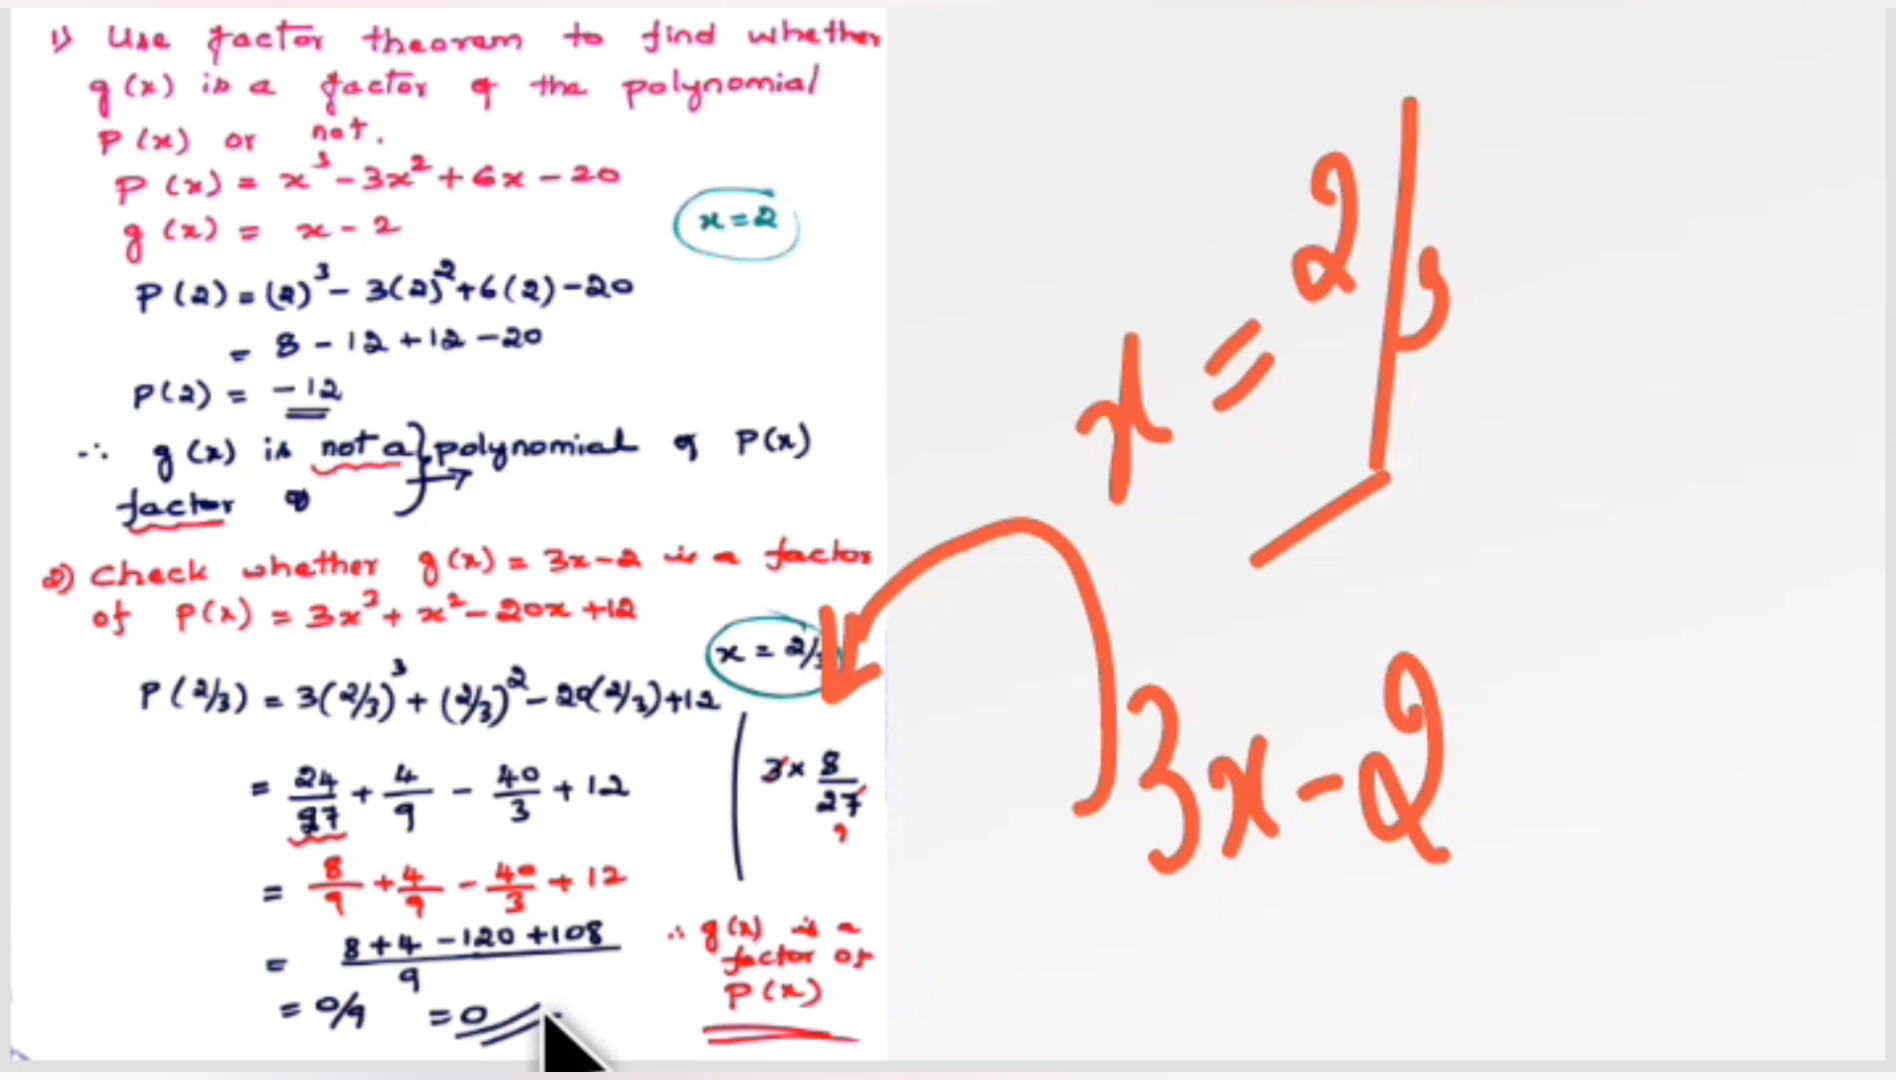 1) Use factor theorem to find whether
g(x) is a factor of the polynomial
P(x) or not.
P(x) = x³ - 3x² + 6x - 20
g(x) = x - 2
x = 2
P(2) = (2)³ - 3(2)² + 6(2) - 20
= 8 - 12 + 12 - 20
P(2) = -12
∴ g(x) is not a polynomial of P(x)
factor of
2) Check whether g(x) = 3x-2 is a factor
of P(x) = 3x³ + x² - 20x + 12
x = 2/3
P(2/3) = 3(2/3)³ + (2/3)² - 20(2/3) + 12
= 24/27 + 4/9 - 40/3 + 12
3 × 8/27
9
= 8/9 + 4/9 - 40/3 + 12
= 8+4-120+108/9
= 0/9 = 0
∴ g(x) is a
factor of
P(x)
x = 2/3
3x-2